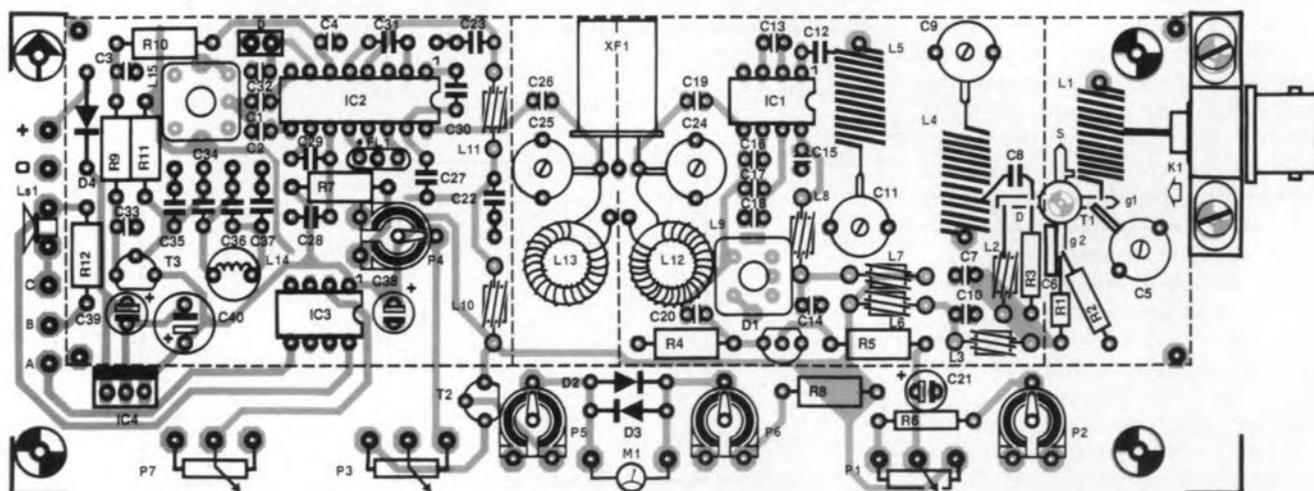 R10
D
C4
C31
C23
XF1
C13
C12
L5
C9
L1
C3
L15
C32
IC2
C26
C19
IC1
C1
C30
L4
+
C2
C25
C24
S
R9
R11
C34
C29
FL1
L11
C16
C15
C8
K1
D4
R7
C27
C17
C11
g1
Ls1
C22
C18
L8
D
T1
C33
C35
C36
C37
C28
L9
g2
R12
T3
L14
P4
L13
L12
L7
L2
C7
R3
C6
C5
C
C38
+
L10
C10
R1
R2
C39
+
C40
IC3
C20
D1
C14
L6
B
+
R4
R5
L3
A
IC4
T2
D2
R8
+
C21
D3
P5
P6
R6
P2
P7
P3
M1
P1